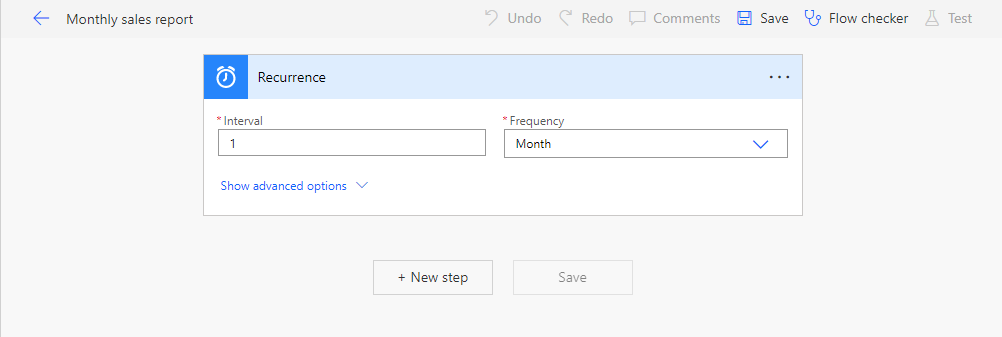 Monthly sales report
Undo
Redo
Comments
Save
Flow checker
Test
Recurrence
* Interval
* Frequency
1
Month
Show advanced options
+ New step
Save